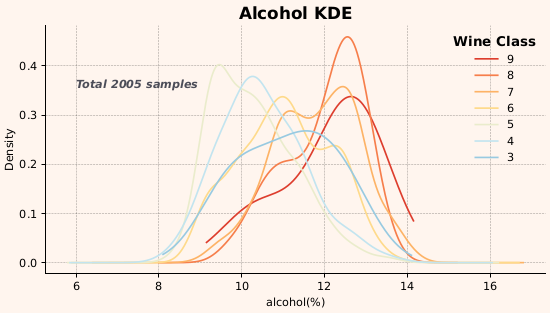 Alcohol KDE
Wine Class
9
8
7
6
5
4
3
Total 2005 samples
Density
0.4
0.3
0.2
0.1
0.0
6 8 10 12 14 16
alcohol(%)